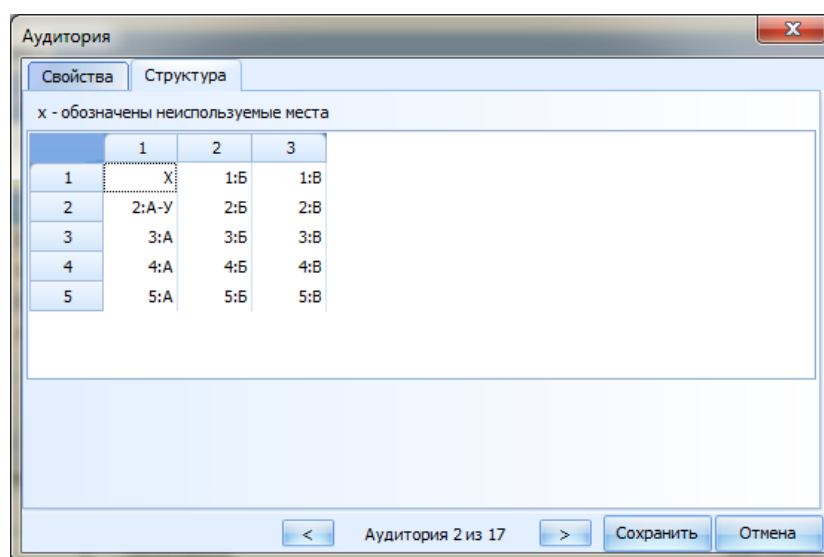 Аудитория
Свойства Структура
х - обозначены неиспользуемые места
1 2 3
1 Х 1:Б 1:В
2 2:А-У 2:Б 2:В
3 3:А 3:Б 3:В
4 4:А 4:Б 4:В
5 5:А 5:Б 5:В
< Аудитория 2 из 17 > Сохранить Отмена